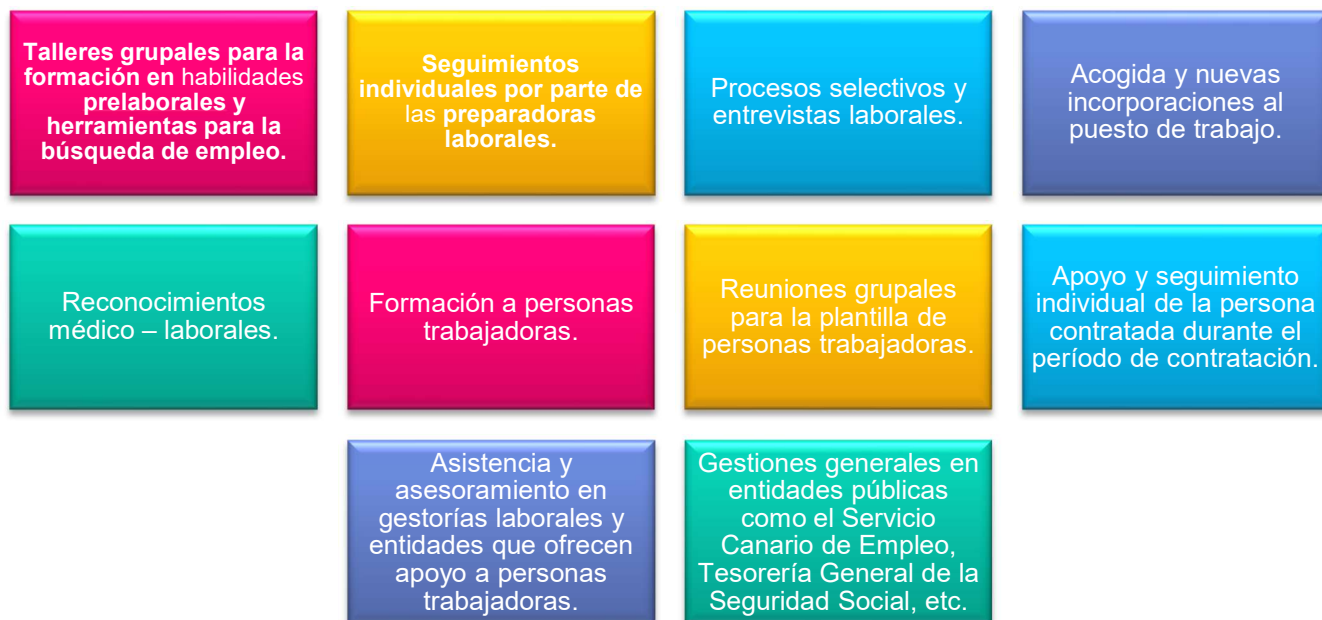 Talleres grupales para la
formación en habilidades
prelaborales y
herramientas para la
búsqueda de empleo.
Seguimientos
individuales por parte de
las preparadoras
laborales.
Procesos selectivos y
entrevistas laborales.
Acogida y nuevas
incorporaciones al
puesto de trabajo.
Reconocimientos
médico – laborales.
Formación a personas
trabajadoras.
Reuniones grupales
para la plantilla de
personas trabajadoras.
Apoyo y seguimiento
individual de la persona
contratada durante el
período de contratación.
Asistencia y
asesoramiento en
gestorías laborales y
entidades que ofrecen
apoyo a personas
trabajadoras.
Gestiones generales en
entidades públicas
como el Servicio
Canario de Empleo,
Tesorería General de la
Seguridad Social, etc.